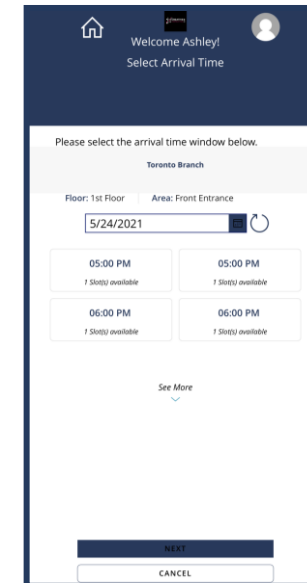 Welcome Ashley!
Select Arrival Time
Please select the arrival time window below.
Toronto Branch
Floor: 1st Floor Area: Front Entrance
5/24/2021
05:00 PM 05:00 PM
1 Slot(s) available 1 Slot(s) available
06:00 PM 06:00 PM
1 Slot(s) available 1 Slot(s) available
See More
NEXT
CANCEL